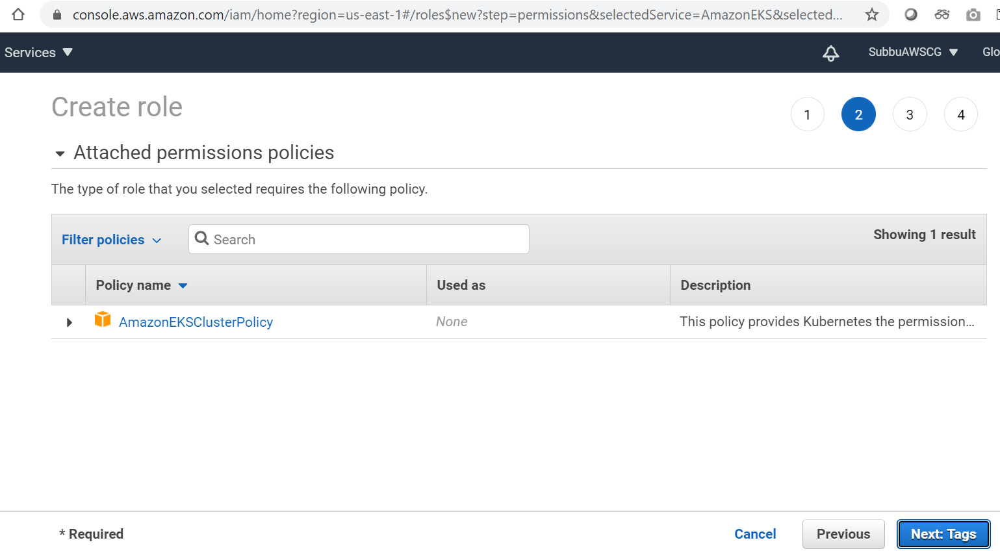 console.aws.amazon.com/iam/home?region=us-east-1#/roles$new?step=permissions&selectedService=AmazonEKS&selected...
Services
SubbuAWSCG
Glo
Create role
1 2 3 4
Attached permissions policies
The type of role that you selected requires the following policy.
Filter policies Search Showing 1 result
Policy name Used as Description
AmazonEKSClusterPolicy None This policy provides Kubernetes the permission...
* Required Cancel Previous Next: Tags